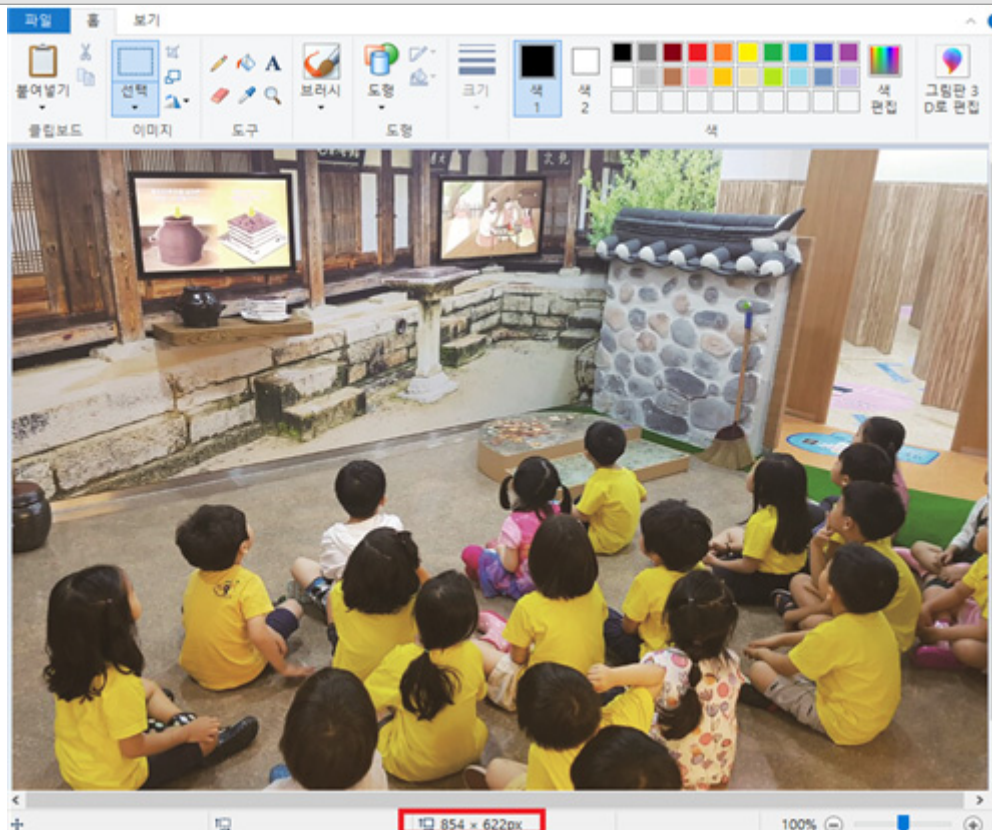 파일 홈 보기
붙여넣기
선택
A
브러시
도형
크기
색
1
색
2
색
편집
그림판 3
D로 편집
클립보드
이미지
도구
도형
색
文化
854 × 622px
100%